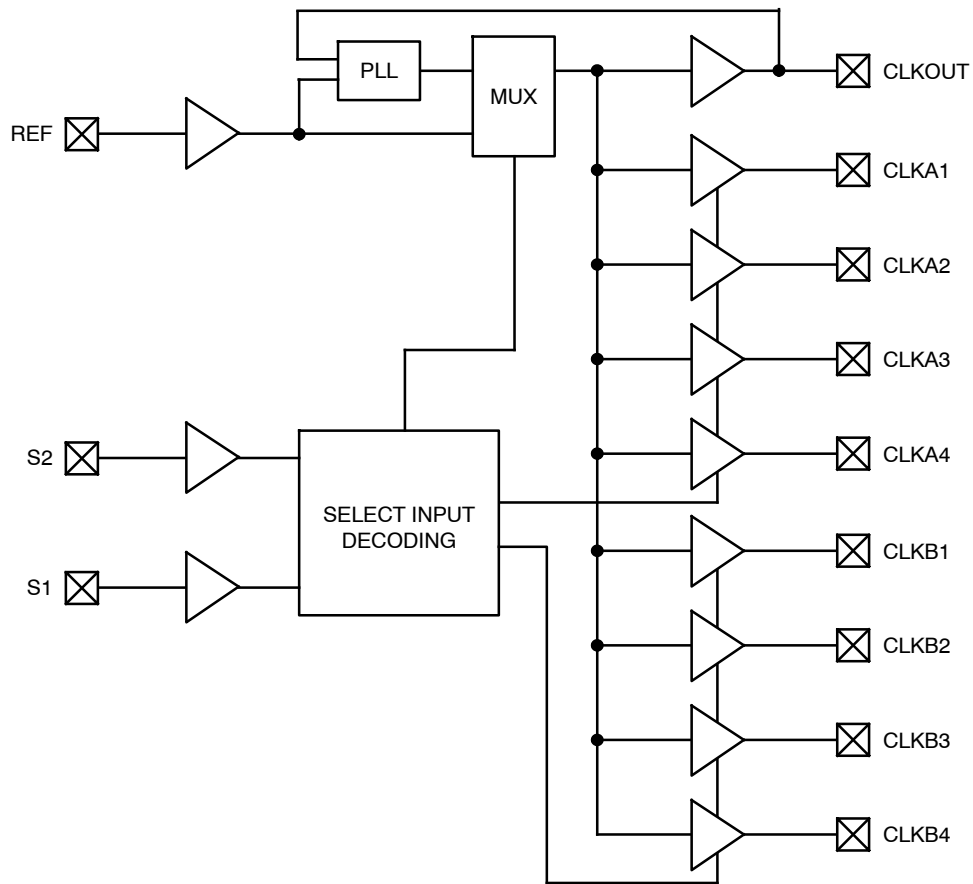 PLL
MUX
REF
S2
S1
SELECT INPUT
DECODING
CLKOUT
CLKA1
CLKA2
CLKA3
CLKA4
CLKB1
CLKB2
CLKB3
CLKB4